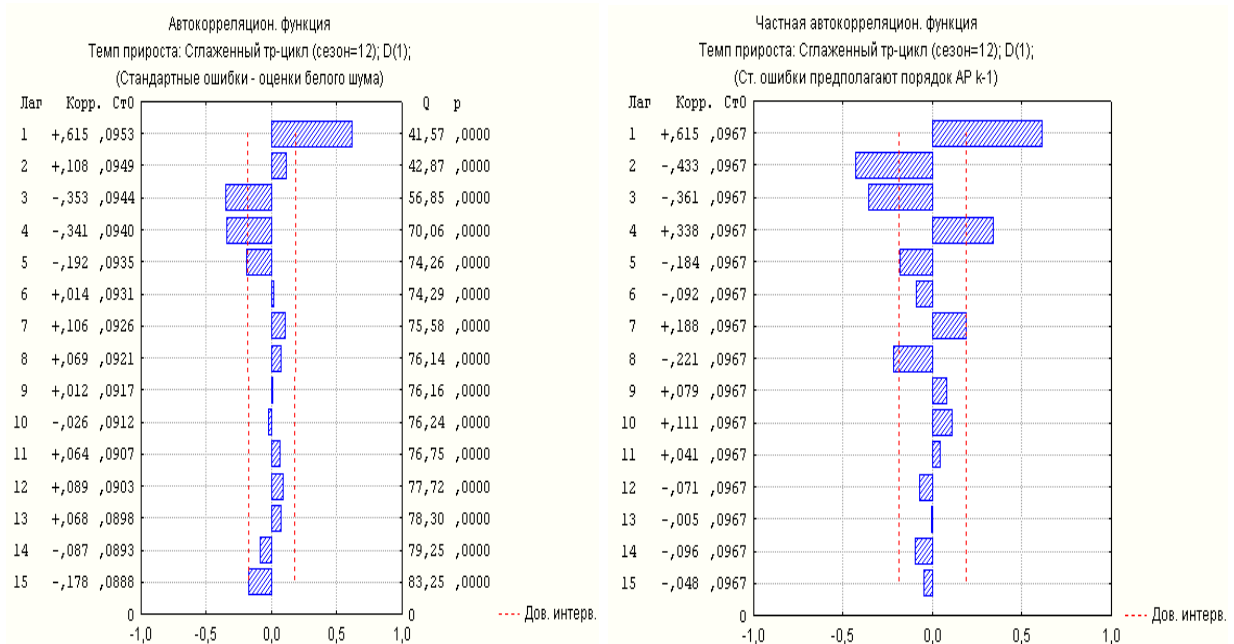 Автокорреляцион. функция
Темп прироста: Сглаженный тр-цикл (сезон=12); D(1);
(Стандартные ошибки - оценки белого шума)
Лаг Корр. СтО Q p
1 +,615 ,0953 41,57 ,0000
2 +,108 ,0949 42,87 ,0000
3 -,353 ,0944 56,85 ,0000
4 -,341 ,0940 70,06 ,0000
5 -,192 ,0935 74,26 ,0000
6 +,014 ,0931 74,29 ,0000
7 +,106 ,0926 75,58 ,0000
8 +,069 ,0921 76,14 ,0000
9 +,012 ,0917 76,16 ,0000
10 -,026 ,0912 76,24 ,0000
11 +,064 ,0907 76,75 ,0000
12 +,089 ,0903 77,72 ,0000
13 +,068 ,0898 78,30 ,0000
14 -,087 ,0893 79,25 ,0000
15 -,178 ,0888 83,25 ,0000
0 0
-1,0 -0,5 0,0 0,5 1,0
Дов. интерв.
Частная автокорреляцион. функция
Темп прироста: Сглаженный тр-цикл (сезон=12); D(1);
(Ст. ошибки предполагают порядок АР k-1)
Лаг Корр. СтО
1 +,615 ,0967
2 -,433 ,0967
3 -,361 ,0967
4 +,338 ,0967
5 -,184 ,0967
6 -,092 ,0967
7 +,188 ,0967
8 -,221 ,0967
9 +,079 ,0967
10 +,111 ,0967
11 +,041 ,0967
12 -,071 ,0967
13 -,005 ,0967
14 -,096 ,0967
15 -,048 ,0967
0 0
-1,0 -0,5 0,0 0,5 1,0
Дов. интерв.